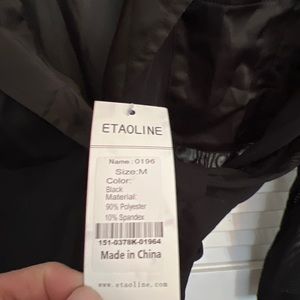 ETAOLINE
Name: 0196
Size:M
Color:
Black
Material:
90% Polyester
10% Spandex
151-0378K-01964
Made in China
www.etaoline.com